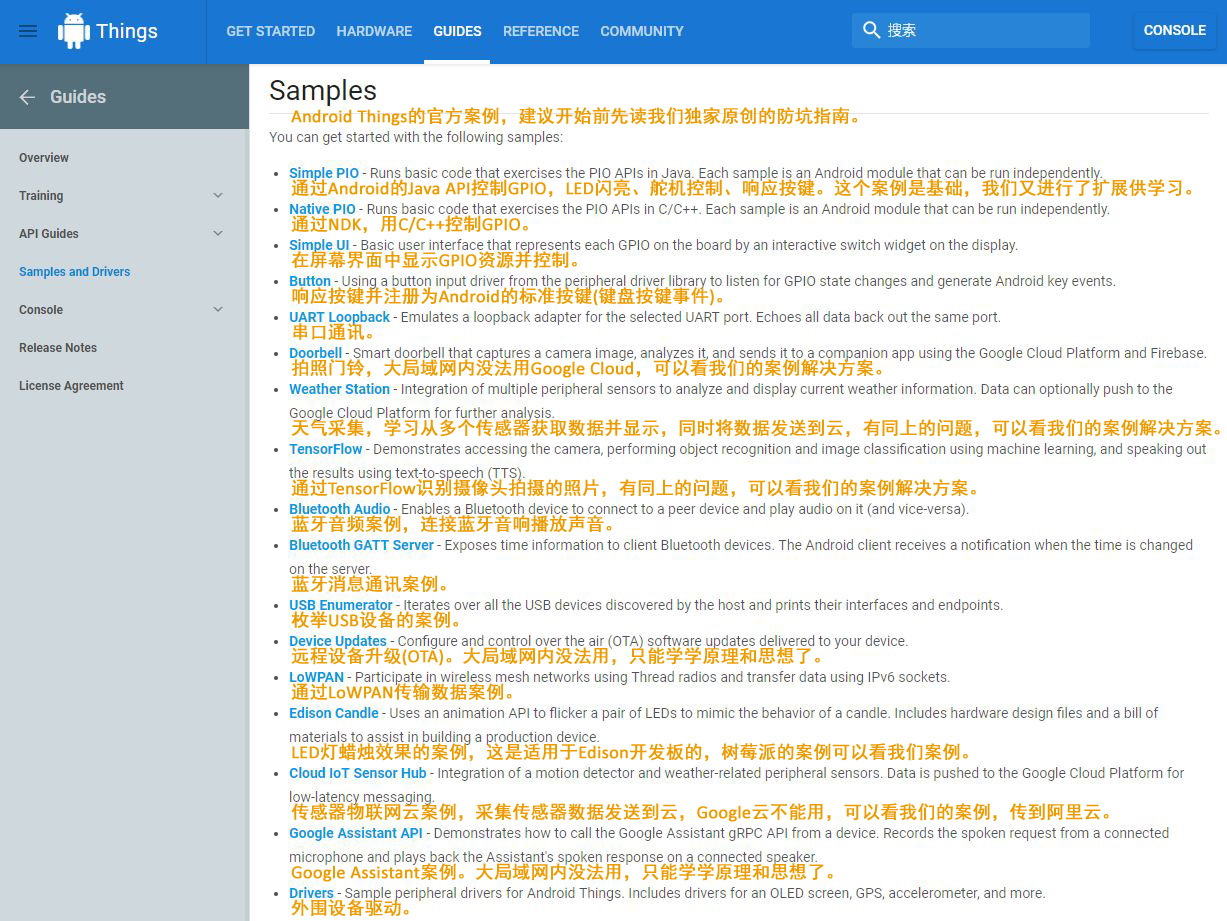 Things
GET STARTED
HARDWARE
GUIDES
REFERENCE
COMMUNITY
搜索
CONSOLE
Guides
Overview
Training
API Guides
Samples and Drivers
Console
Release Notes
License Agreement
Samples
Android Things的官方案例，建议开始前先读我们独家原创的防坑指南。
You can get started with the following samples:
Simple PIO - Runs basic code that exercises the PIO APIs in Java. Each sample is an Android module that can be run independently.
通过Android的Java API控制GPIO，LED闪亮、舵机控制、响应按键。这个案例是基础，我们又进行了扩展供学习。
Native PIO - Runs basic code that exercises the PIO APIs in C/C++. Each sample is an Android module that can be run independently.
通过NDK，用C/C++控制GPIO。
Simple UI - Basic user interface that represents each GPIO on the board by an interactive switch widget on the display.
在屏幕界面中显示GPIO资源并控制。
Button - Using a button input driver from the peripheral driver library to listen for GPIO state changes and generate Android key events.
响应按键并注册为Android的标准按键(键盘按键事件)。
UART Loopback - Emulates a loopback adapter for the selected UART port. Echoes all data back out the same port.
串口通讯。
Doorbell - Smart doorbell that captures a camera image, analyzes it, and sends it to a companion app using the Google Cloud Platform and Firebase.
拍照门铃，大局域网内没法用Google Cloud，可以看我们的案例解决方案。
Weather Station - Integration of multiple peripheral sensors to analyze and display current weather information. Data can optionally push to the
Google Cloud Platform for further analysis.
天气采集，学习从多个传感器获取数据并显示，同时将数据发送到云，有同上的问题，可以看我们的案例解决方案。
TensorFlow - Demonstrates accessing the camera, performing object recognition and image classification using machine learning, and speaking out
the results using text-to-speech (TTS).
通过TensorFlow识别摄像头拍摄的照片，有同上的问题，可以看我们的案例解决方案。
Bluetooth Audio - Enables a Bluetooth device to connect to a peer device and play audio on it (and vice-versa).
蓝牙音频案例，连接蓝牙音响播放声音。
Bluetooth GATT Server - Exposes time information to client Bluetooth devices. The Android client receives a notification when the time is changed
on the server.
蓝牙消息通讯案例。
USB Enumerator - Iterates over all the USB devices discovered by the host and prints their interfaces and endpoints.
枚举USB设备的案例。
Device Updates - Configure and control over the air (OTA) software updates delivered to your device.
远程设备升级(OTA)。大局域网内没法用，只能学学原理和思想了。
LoWPAN - Participate in wireless mesh networks using Thread radios and transfer data using IPv6 sockets.
通过LoWPAN传输数据案例。
Edison Candle - Uses an animation API to flicker a pair of LEDs to mimic the behavior of a candle. Includes hardware design files and a bill of
materials to assist in building a production device.
LED灯蜡烛效果的案例，这是适用于Edison开发板的，树莓派的案例可以看我们案例。
Cloud IoT Sensor Hub - Integration of a motion detector and weather-related peripheral sensors. Data is pushed to the Google Cloud Platform for
low-latency messaging.
传感器物联网云案例，采集传感器数据发送到云，Google云不能用，可以看我们的案例，传到阿里云。
Google Assistant API - Demonstrates how to call the Google Assistant gRPC API from a device. Records the spoken request from a connected
microphone and plays back the Assistant's spoken response on a connected speaker.
Google Assistant案例。大局域网内没法用，只能学学原理和思想了。
Drivers - Sample peripheral drivers for Android Things. Includes drivers for an OLED screen, GPS, accelerometer, and more.
外围设备驱动。